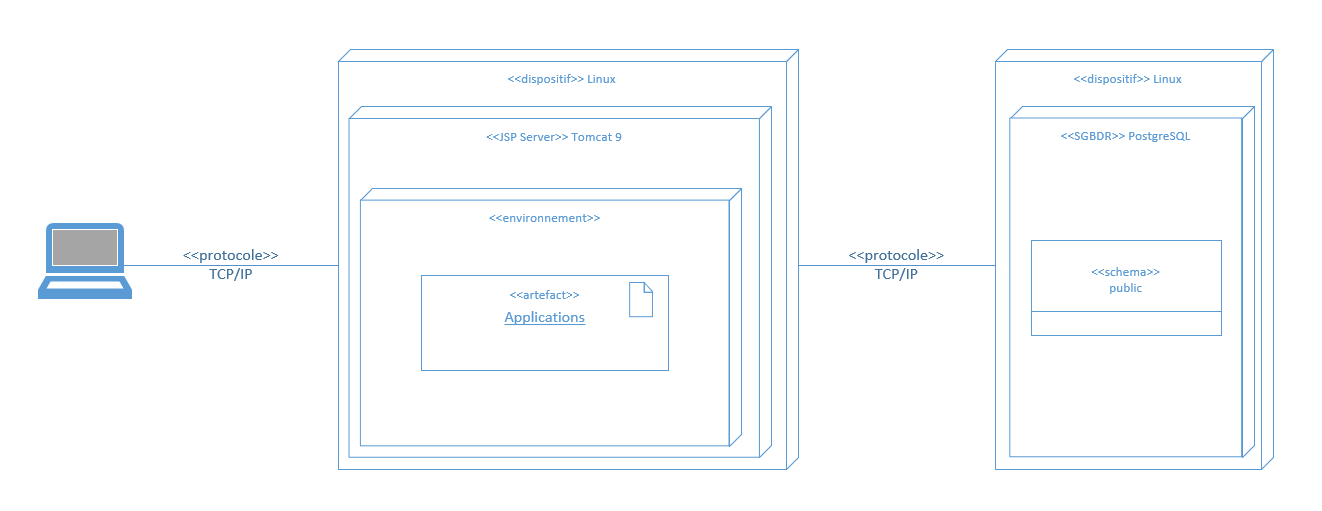 <<dispositif>> Linux
<<JSP Server>> Tomcat 9
<<environnement>>
<<artefact>>
Applications
<<protocole>>
TCP/IP
<<protocole>>
TCP/IP
<<dispositif>> Linux
<<SGBDR>> PostgreSQL
<<schema>>
public